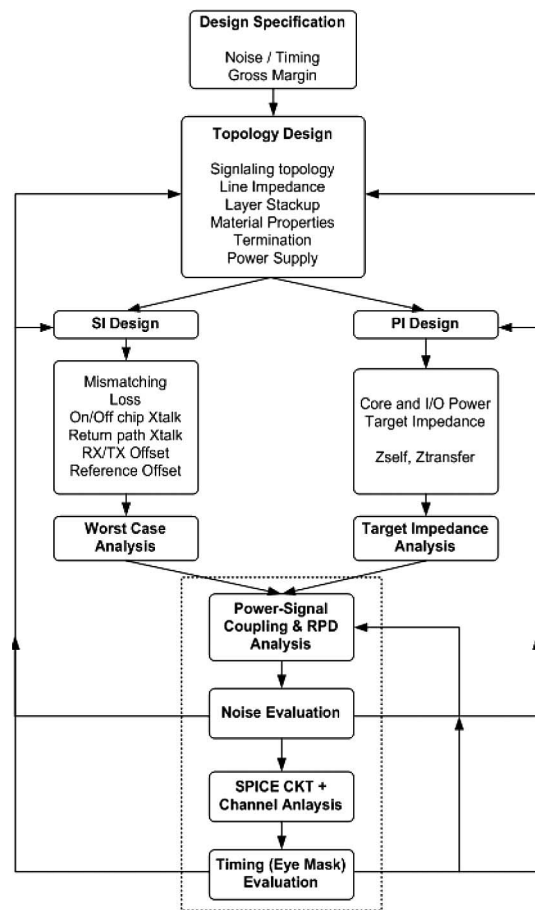 Design Specification
Noise / Timing
Gross Margin
Topology Design
Signlaling topology
Line Impedance
Layer Stackup
Material Properties
Termination
Power Supply
SI Design
PI Design
Mismatching
Loss
On/Off chip Xtalk
Return path Xtalk
RX/TX Offset
Reference Offset
Core and I/O Power
Target Impedance
Zself, Ztransfer
Worst Case
Analysis
Target Impedance
Analysis
Power-Signal
Coupling & RPD
Analysis
Noise Evaluation
SPICE CKT +
Channel Anlaysis
Timing (Eye Mask)
Evaluation